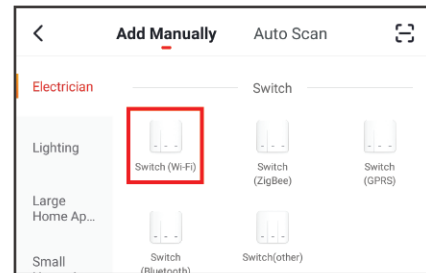 Add Manually Auto Scan
Electrician
Switch
Lighting
Switch (Wi-Fi)
Switch
(ZigBee)
Switch
(GPRS)
Large
Home Ap...
Switch
(Bluetooth)
Switch(other)
Small